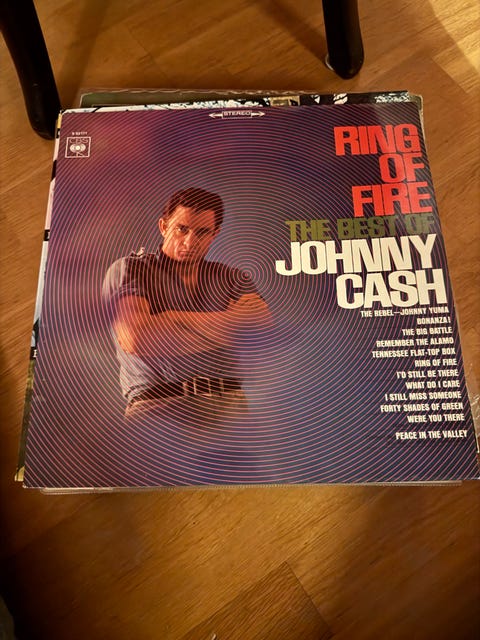 STEREO
CBS
RING
OF
FIRE
THE BEST OF
JOHNNY
CASH
THE REBEL—JOHNNY YUMA
BONANZA!
THE BIG BATTLE
REMEMBER THE ALAMO
TENNESSEE FLAT-TOP BOX
RING OF FIRE
I'D STILL BE THERE
WHAT DO I CARE
I STILL MISS SOMEONE
FORTY SHADES OF GREEN
WERE YOU THERE
PEACE IN THE VALLEY